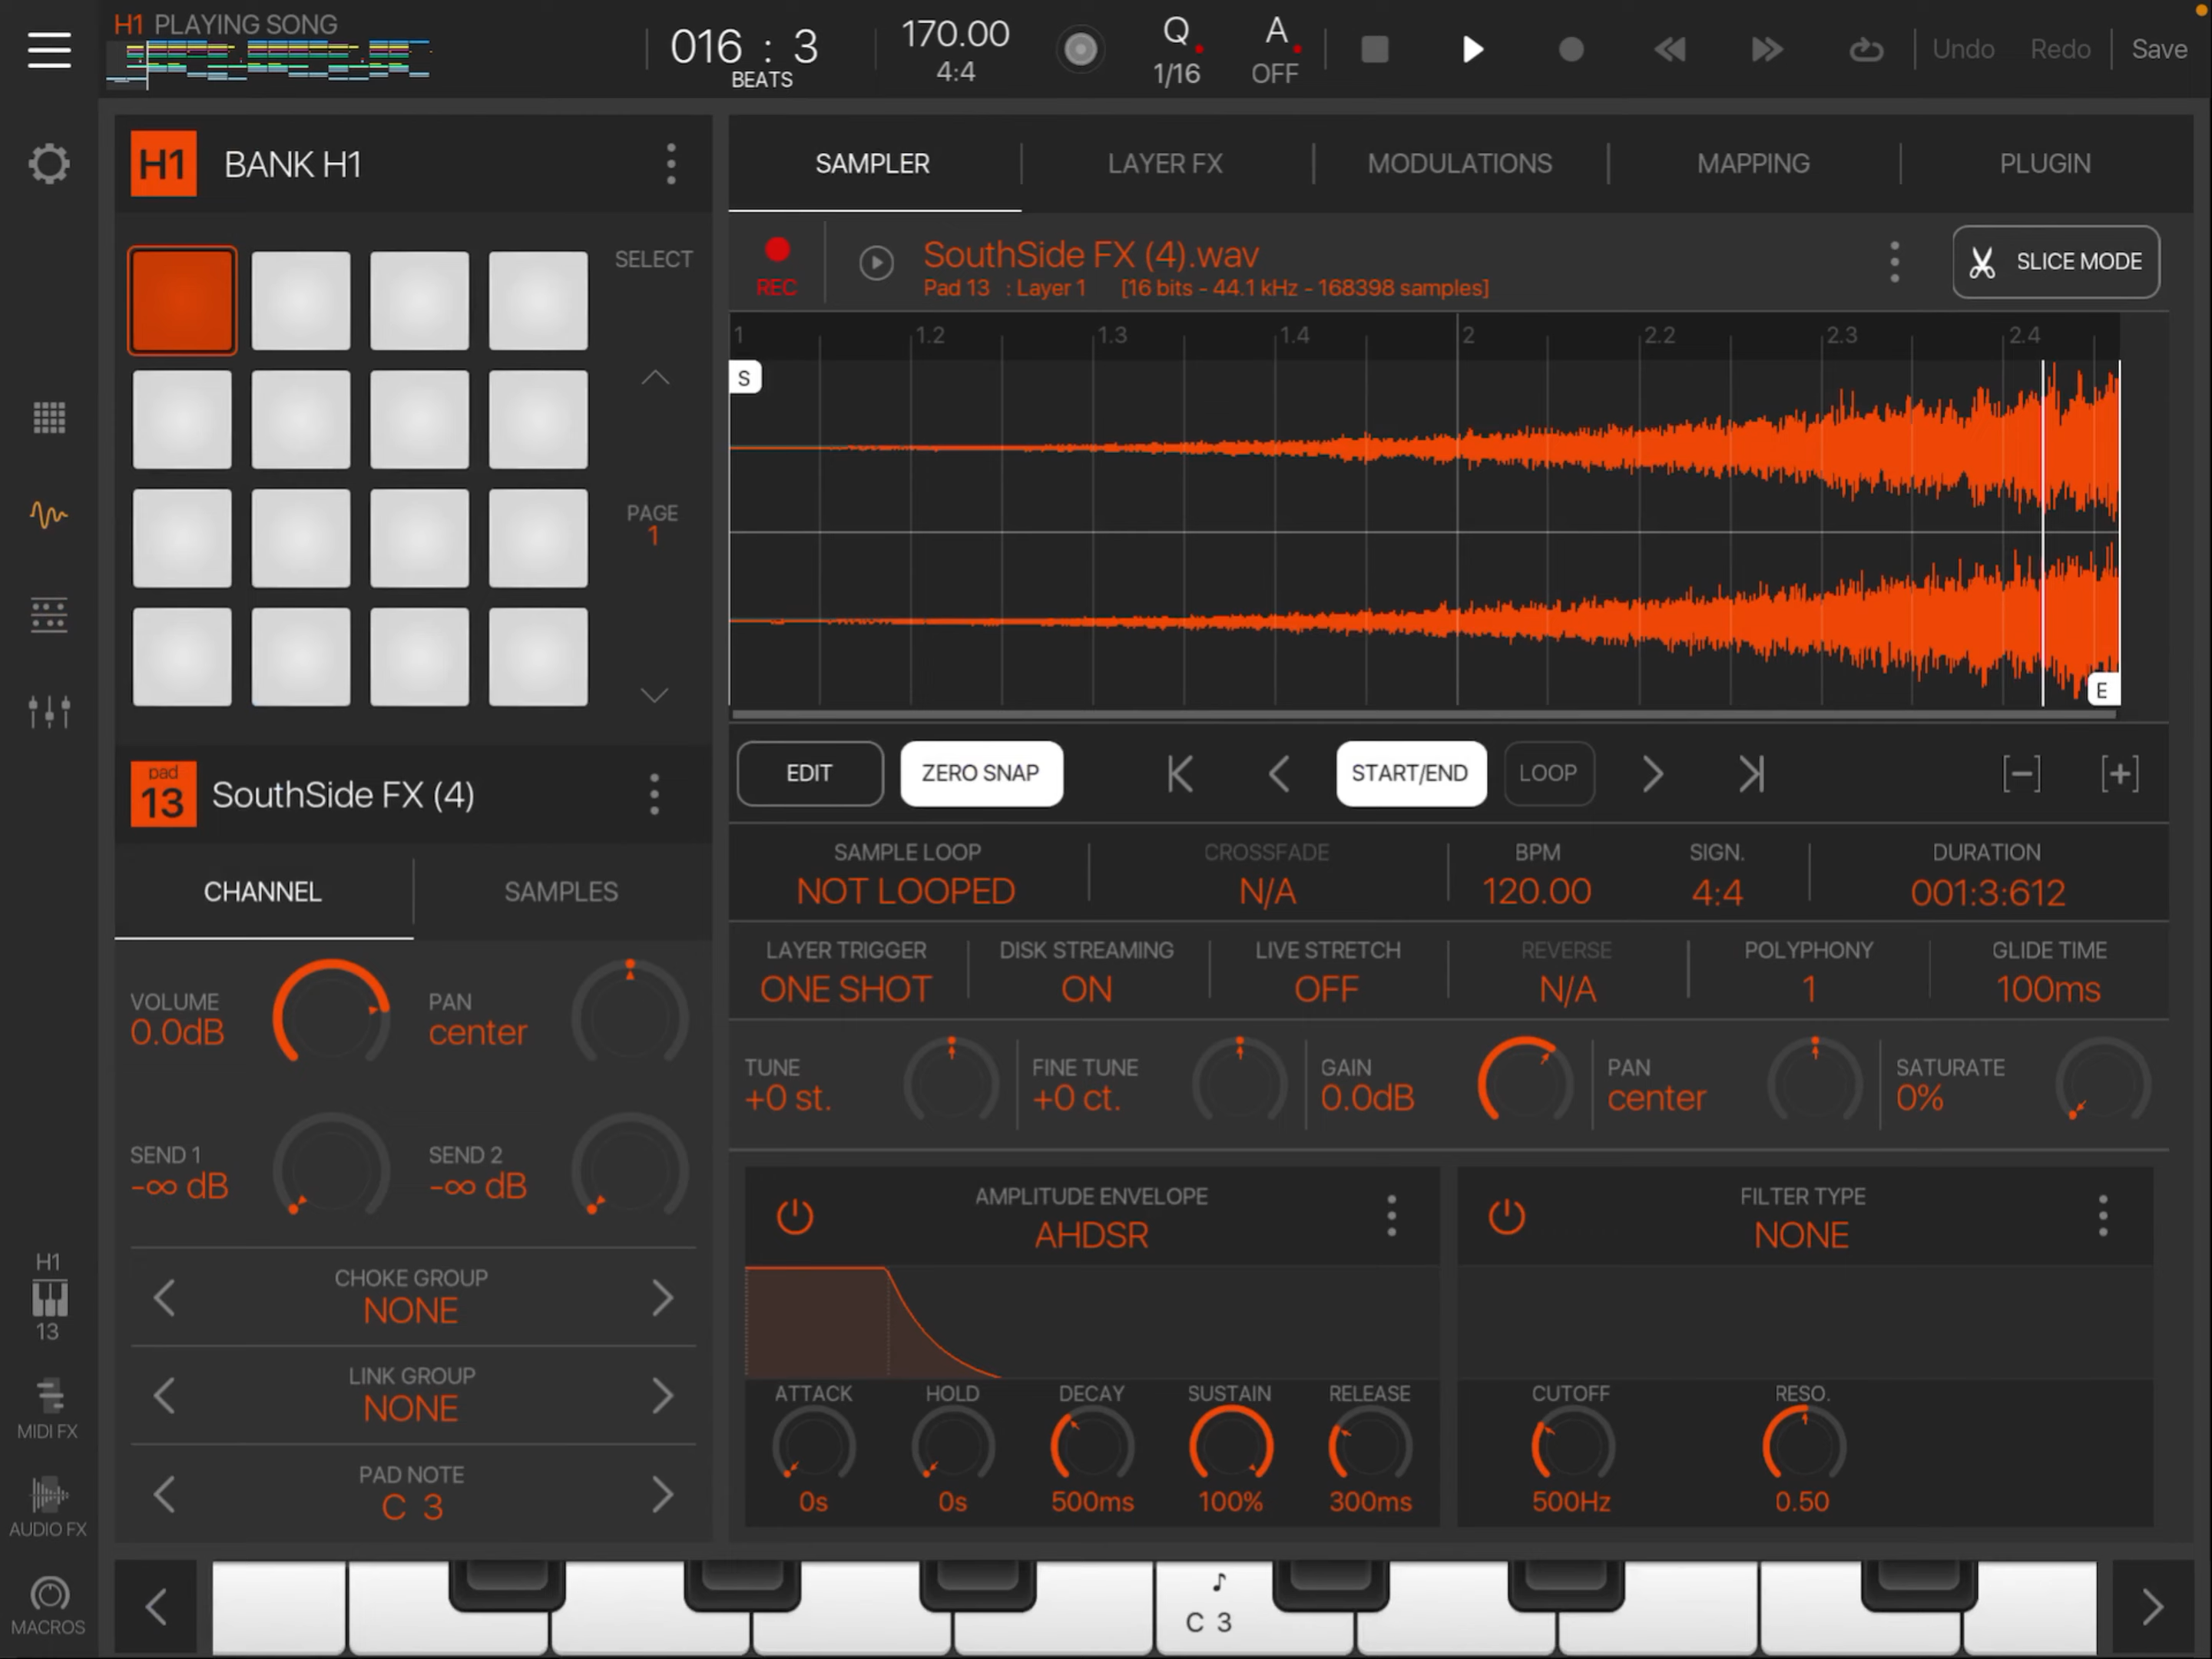 H1 PLAYING SONG
016 : 3
BEATS
170.00
4:4
Q
1/16
A
OFF
Undo
Redo
Save
H1 BANK H1
SELECT
PAGE
1
pad
13
SouthSide FX (4)
CHANNEL
SAMPLES
VOLUME
0.0dB
PAN
center
SEND 1
-∞ dB
SEND 2
-∞ dB
CHOKE GROUP
NONE
LINK GROUP
NONE
PAD NOTE
C 3
H1
13
MIDI FX
AUDIO FX
MACROS
SAMPLER
LAYER FX
MODULATIONS
MAPPING
PLUGIN
REC
SouthSide FX (4).wav
Pad 13 : Layer 1 [16 bits - 44.1 kHz - 168398 samples]
SLICE MODE
1 1.2 1.3 1.4 2 2.2 2.3 2.4
S
E
EDIT
ZERO SNAP
START/END
LOOP
[-]
[+]
SAMPLE LOOP
NOT LOOPED
CROSSFADE
N/A
BPM
120.00
SIGN.
4:4
DURATION
001:3:612
LAYER TRIGGER
ONE SHOT
DISK STREAMING
ON
LIVE STRETCH
OFF
REVERSE
N/A
POLYPHONY
1
GLIDE TIME
100ms
TUNE
+0 st.
FINE TUNE
+0 ct.
GAIN
0.0dB
PAN
center
SATURATE
0%
AMPLITUDE ENVELOPE
AHDSR
ATTACK
0s
HOLD
0s
DECAY
500ms
SUSTAIN
100%
RELEASE
300ms
FILTER TYPE
NONE
CUTOFF
500Hz
RESO.
0.50
C 3